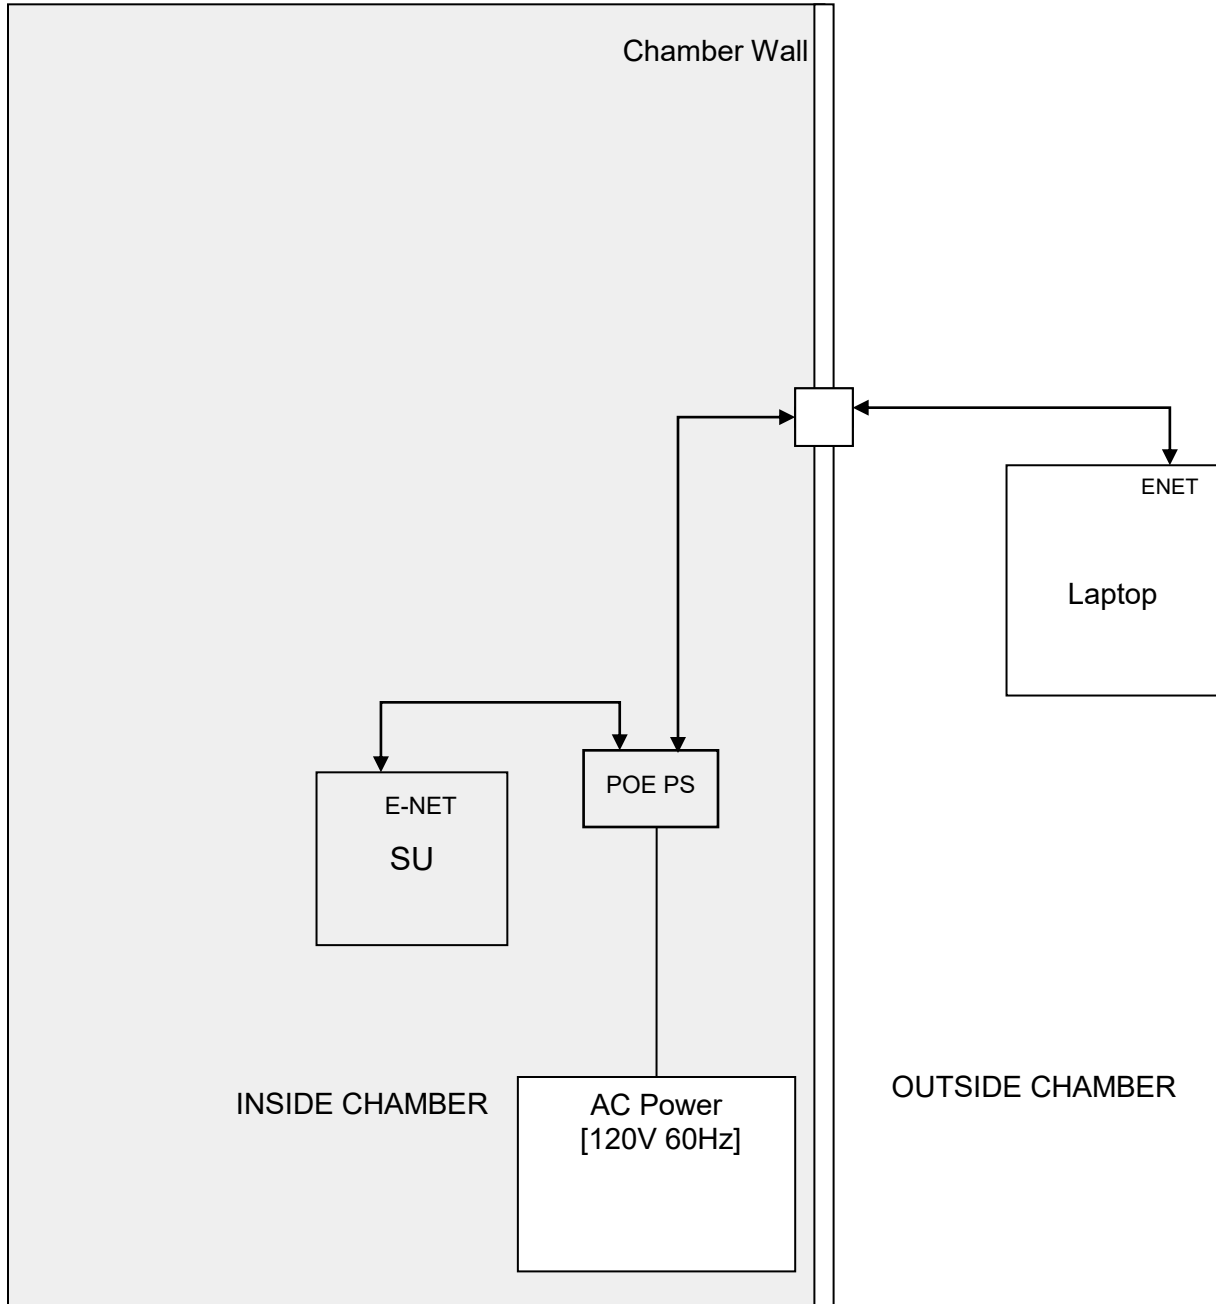 Chamber Wall
ENET
Laptop
POE PS
E-NET
SU
INSIDE CHAMBER
AC Power
[120V 60Hz]
OUTSIDE CHAMBER